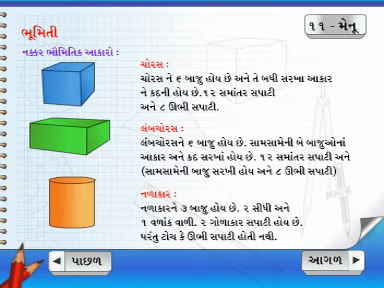 ૧૧ - મેનૂ
ભૂમિતી
નક્કર ભૌમિતિક આકારો :
ચોરસ :
ચોરસ ને ૬ બાજુ હોય છે અને તે બધી સરખા આકાર
ને કદની હોય છે.૧૨ સમાંતર સપાટી
અને ૮ ઊભી સપાટી.
લંબચોરસ :
લંબચોરસને ૬ બાજુ હોય છે. સામસામેની બે બાજુઓનાં
આકાર અને કદ સરખાં હોય છે. ૧૨ સમાંતર સપાટી અને
(સામસામેની બાજુ સરખી હોય અને ૮ ઊભી સપાટી)
નળાકાર :
નળાકારને ૩ બાજુ હોય છે. ૨ સીધી અને
૧ વળાંક વાળી. ૨ ગોળાકાર સપાટી હોય છે.
પરંતુ ટોચ કે ઊભી સપાટી હોતી નથી.
પાછળ
આગળ